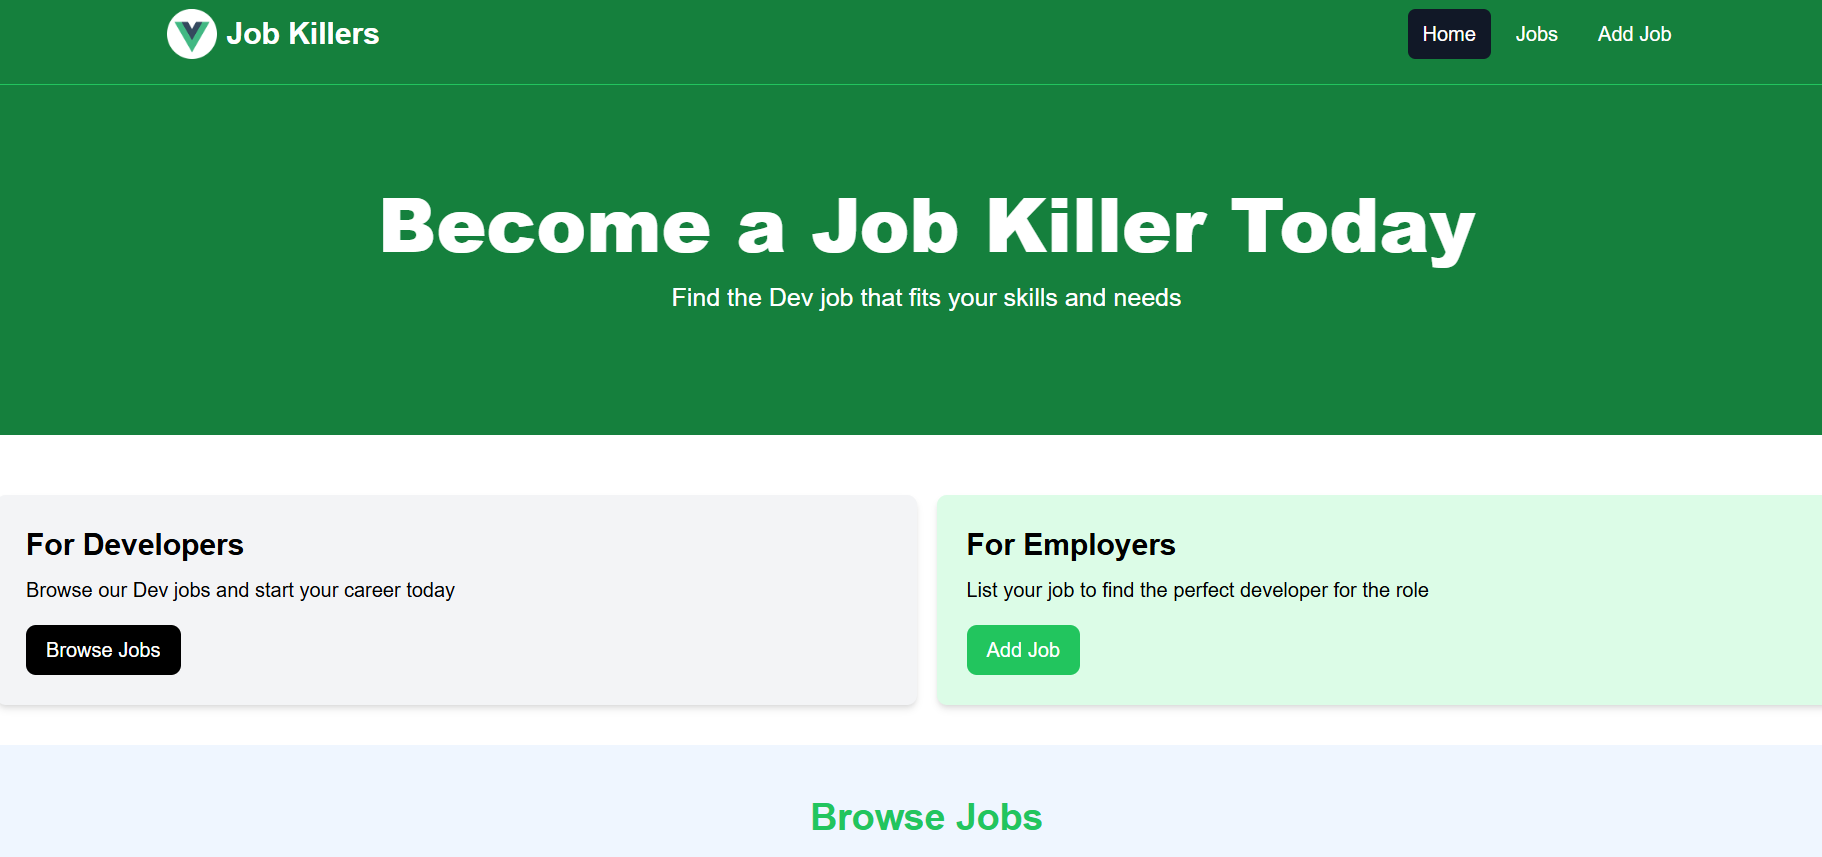 Job Killers
Home
Jobs
Add Job
Become a Job Killer Today
Find the Dev job that fits your skills and needs
For Developers
Browse our Dev jobs and start your career today
Browse Jobs
For Employers
List your job to find the perfect developer for the role
Add Job
Browse Jobs